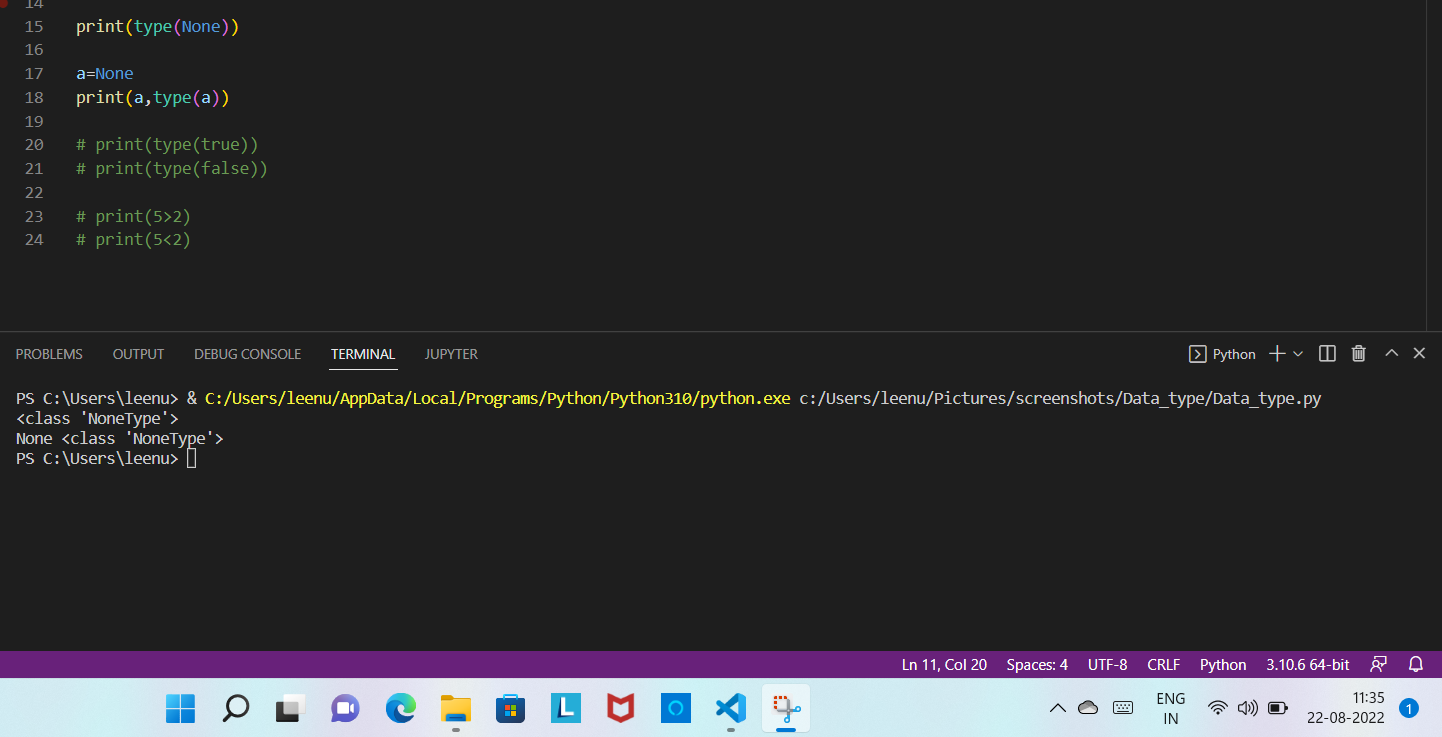 14
15 print(type(None))
16
17 a=None
18 print(a,type(a))
19
20 # print(type(true))
21 # print(type(false))
22
23 # print(5>2)
24 # print(5<2)
PROBLEMS OUTPUT DEBUG CONSOLE TERMINAL JUPYTER Python
PS C:\Users\leenu> & C:/Users/leenu/AppData/Local/Programs/Python/Python310/python.exe c:/Users/leenu/Pictures/screenshots/Data_type/Data_type.py
<class 'NoneType'>
None <class 'NoneType'>
PS C:\Users\leenu>
Ln 11, Col 20 Spaces: 4 UTF-8 CRLF Python 3.10.6 64-bit
L
ENG 11:35
IN 22-08-2022 1